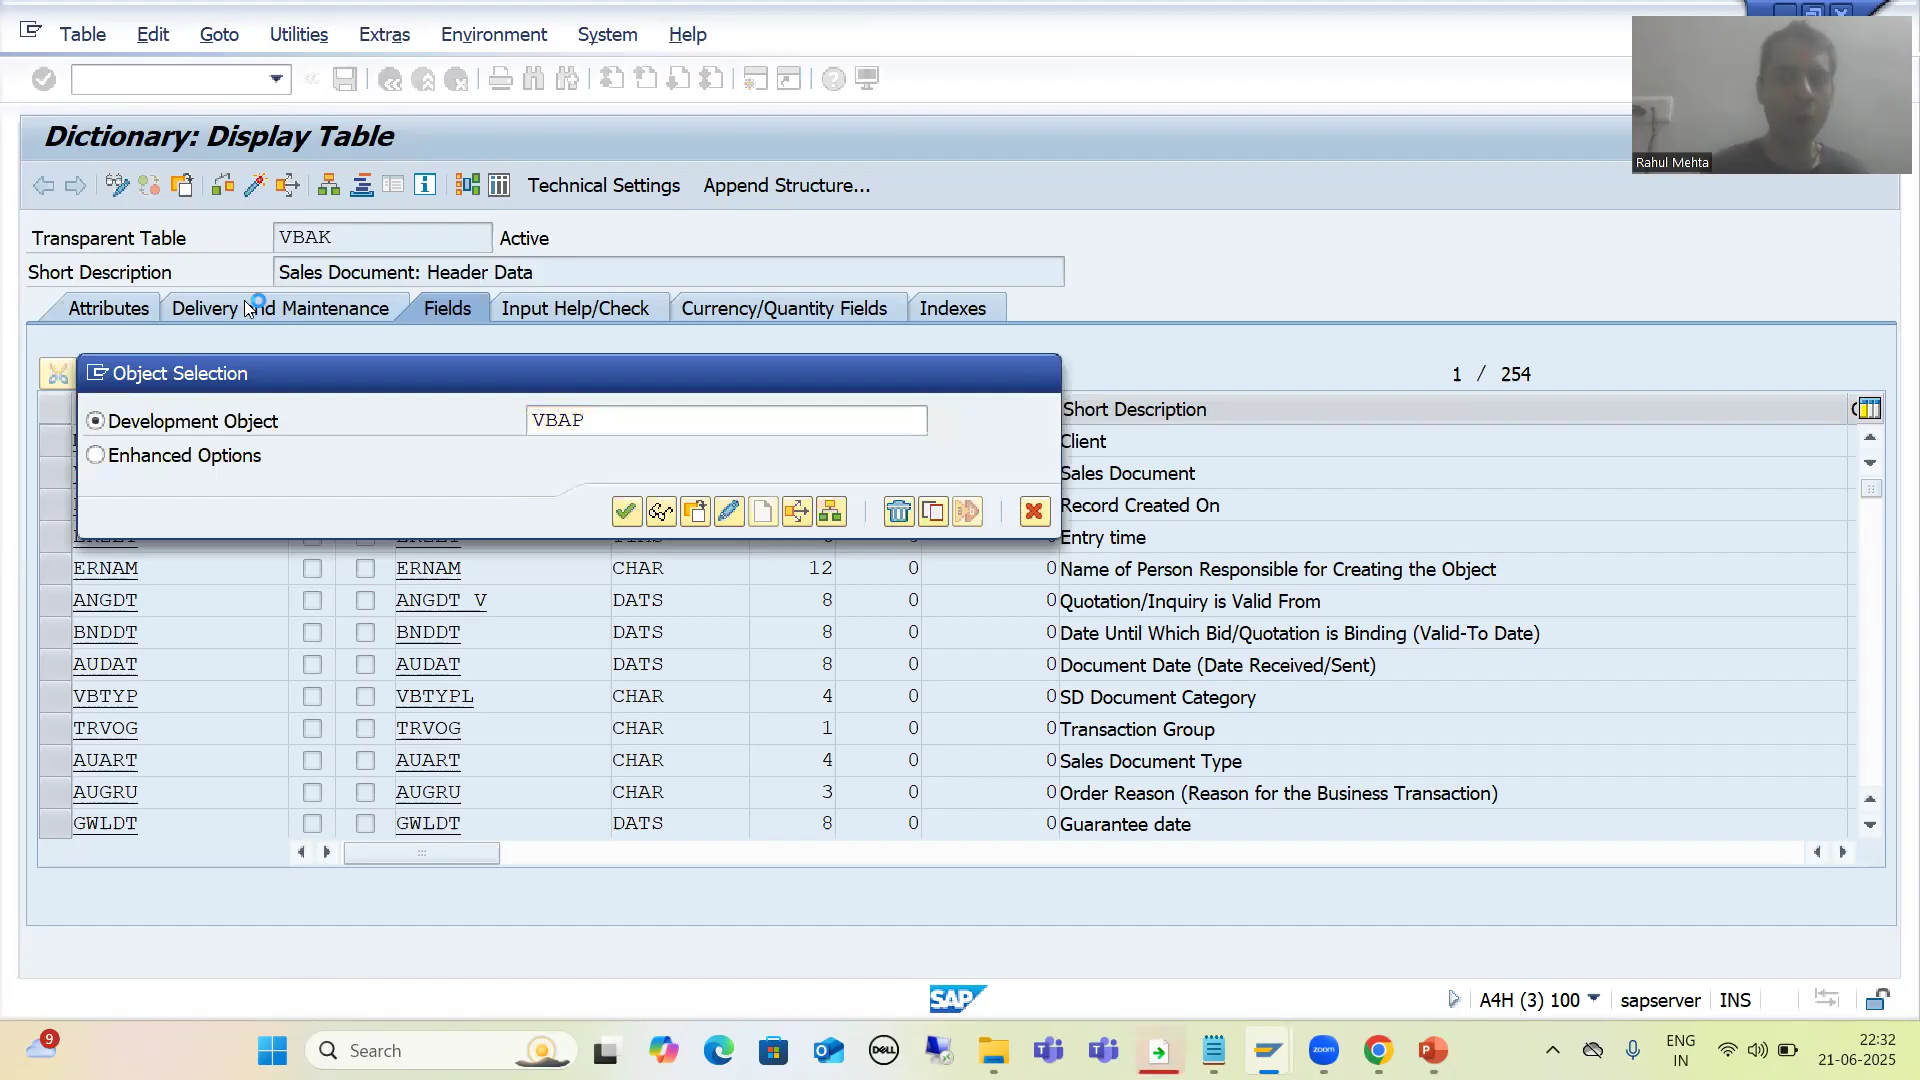 Table Edit Goto Utilities Extras Environment System Help
Rahul Mehta
Dictionary: Display Table
Technical Settings Append Structure...
Transparent Table VBAK Active
Short Description Sales Document: Header Data
Attributes Delivery and Maintenance Fields Input Help/Check Currency/Quantity Fields Indexes
Object Selection
1 / 254
Development Object VBAP
Short Description
Enhanced Options
Client
Sales Document
Record Created On
Entry time
ERNAM ERNAM CHAR 12 0 0 Name of Person Responsible for Creating the Object
ANGDT ANGDT_V DATS 8 0 0 Quotation/Inquiry is Valid From
BNDDT BNDDT DATS 8 0 0 Date Until Which Bid/Quotation is Binding (Valid-To Date)
AUDAT AUDAT DATS 8 0 0 Document Date (Date Received/Sent)
VBTYP VBTYPL CHAR 4 0 0 SD Document Category
TRVOG TRVOG CHAR 1 0 0 Transaction Group
AUART AUART CHAR 4 0 0 Sales Document Type
AUGRU AUGRU CHAR 3 0 0 Order Reason (Reason for the Business Transaction)
GWLDT GWLDT DATS 8 0 0 Guarantee date
SAP A4H (3) 100 sapserver INS
9 Search DELL zoom ENG 22:32
IN 21-06-2025